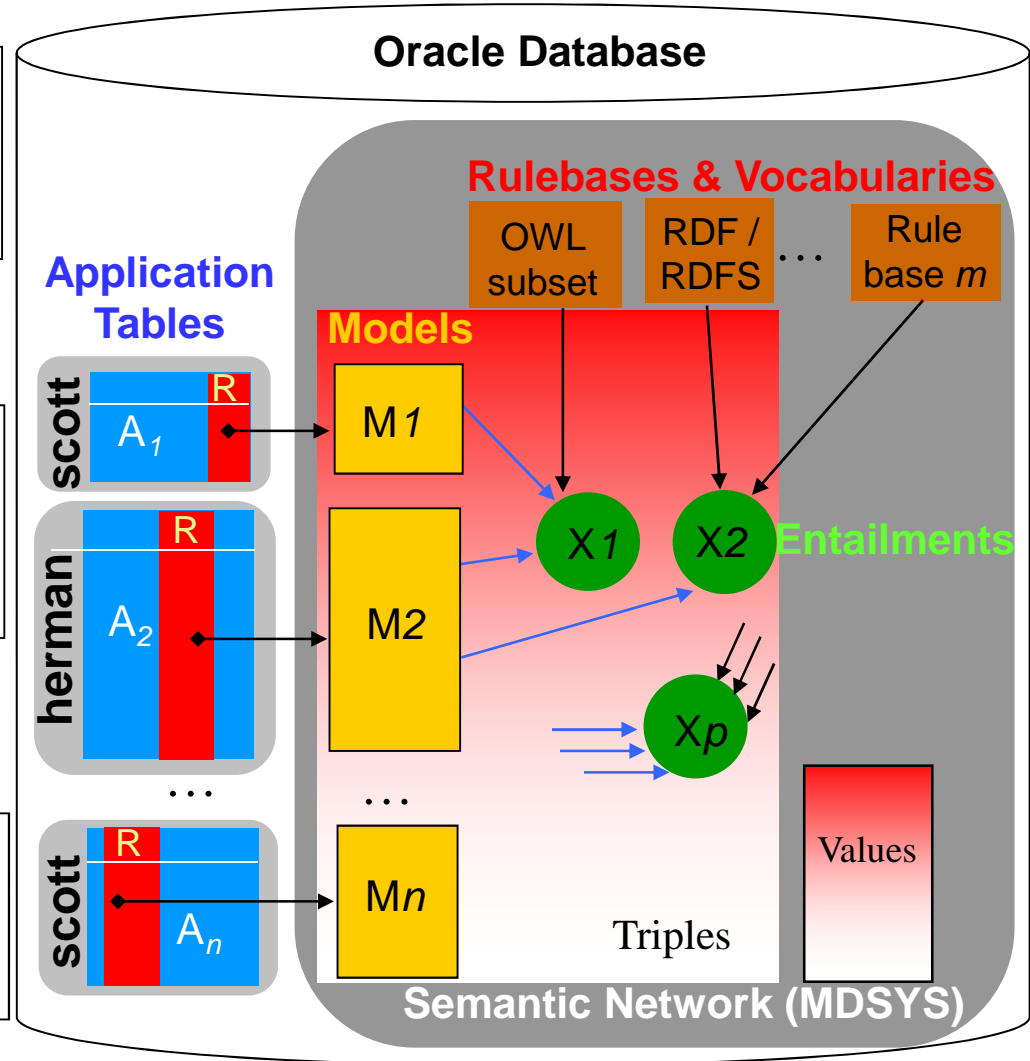 Oracle Database
Rulebases & Vocabularies
OWL
subset
RDF /
RDFS
...
Rule
base m
Application
Tables
Models
scott
R
A1
M1
X1
X2
Entailments
herman
R
A2
M2
Xp
...
...
scott
R
An
Mn
Values
Triples
Semantic Network (MDSYS)